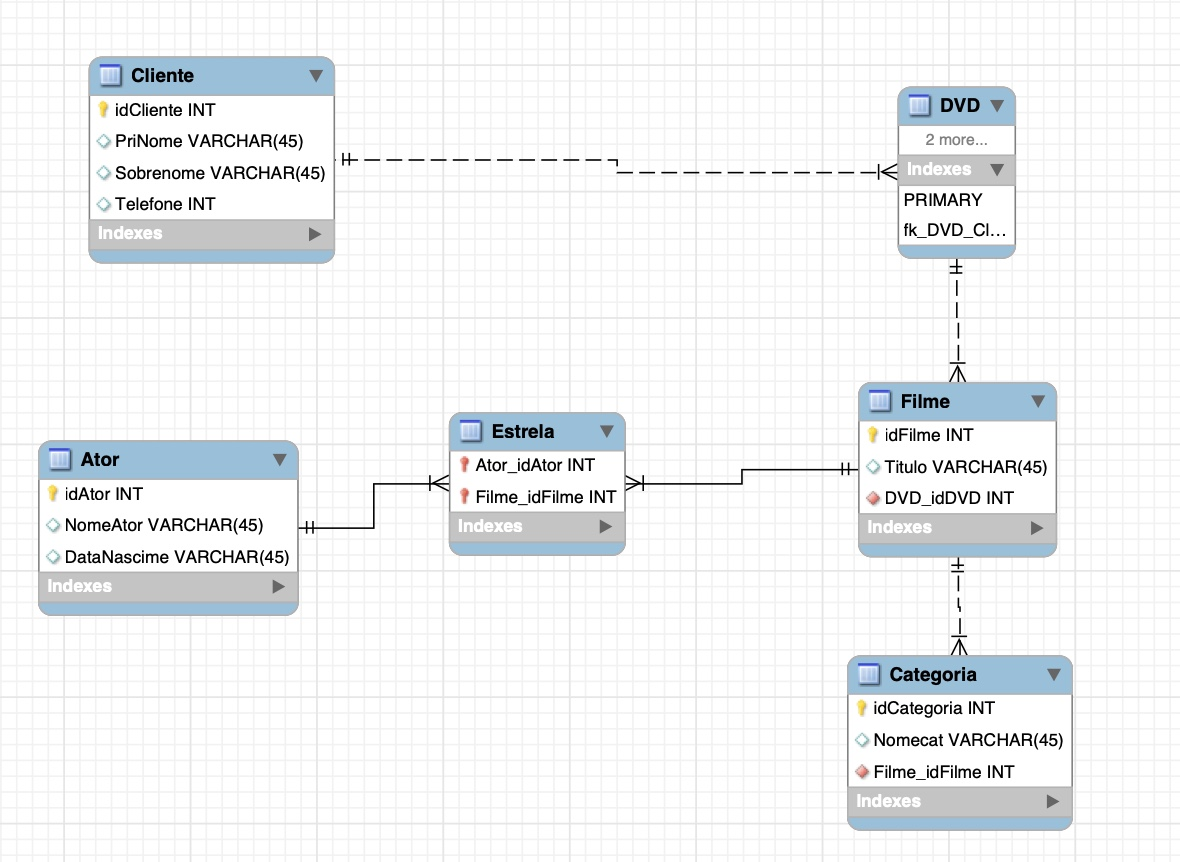 Cliente
idCliente INT
PriNome VARCHAR(45)
Sobrenome VARCHAR(45)
Telefone INT
Indexes
DVD
2 more...
Indexes
PRIMARY
fk_DVD_Cl...
Ator
idAtor INT
NomeAtor VARCHAR(45)
DataNascime VARCHAR(45)
Indexes
Estrela
Ator_idAtor INT
Filme_idFilme INT
Indexes
Filme
idFilme INT
Titulo VARCHAR(45)
DVD_idDVD INT
Indexes
Categoria
idCategoria INT
Nomecat VARCHAR(45)
Filme_idFilme INT
Indexes